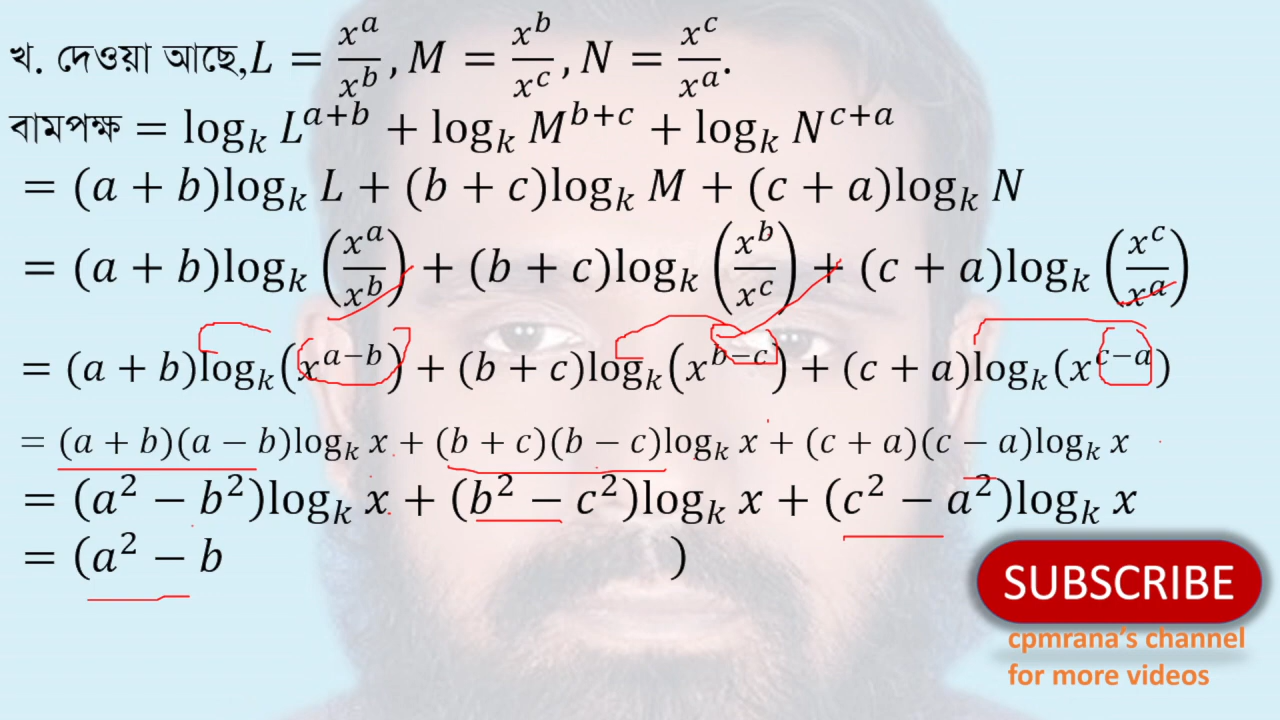 খ. দেওয়া আছে, L = x^a/x^b, M = x^b/x^c, N = x^c/x^a.
বামপক্ষ = log_k L^{a+b} + log_k M^{b+c} + log_k N^{c+a}
= (a + b)log_k L + (b + c)log_k M + (c + a)log_k N
= (a + b)log_k (x^a/x^b) + (b + c)log_k (x^b/x^c) + (c + a)log_k (x^c/x^a)
= (a + b)log_k(x^{a−b}) + (b + c)log_k(x^{b−c}) + (c + a)log_k(x^{c−a})
= (a + b)(a − b)log_k x + (b + c)(b − c)log_k x + (c + a)(c − a)log_k x
= (a² − b²)log_k x + (b² − c²)log_k x + (c² − a²)log_k x
= (a² − b )
SUBSCRIBE
cpmrana's channel
for more videos